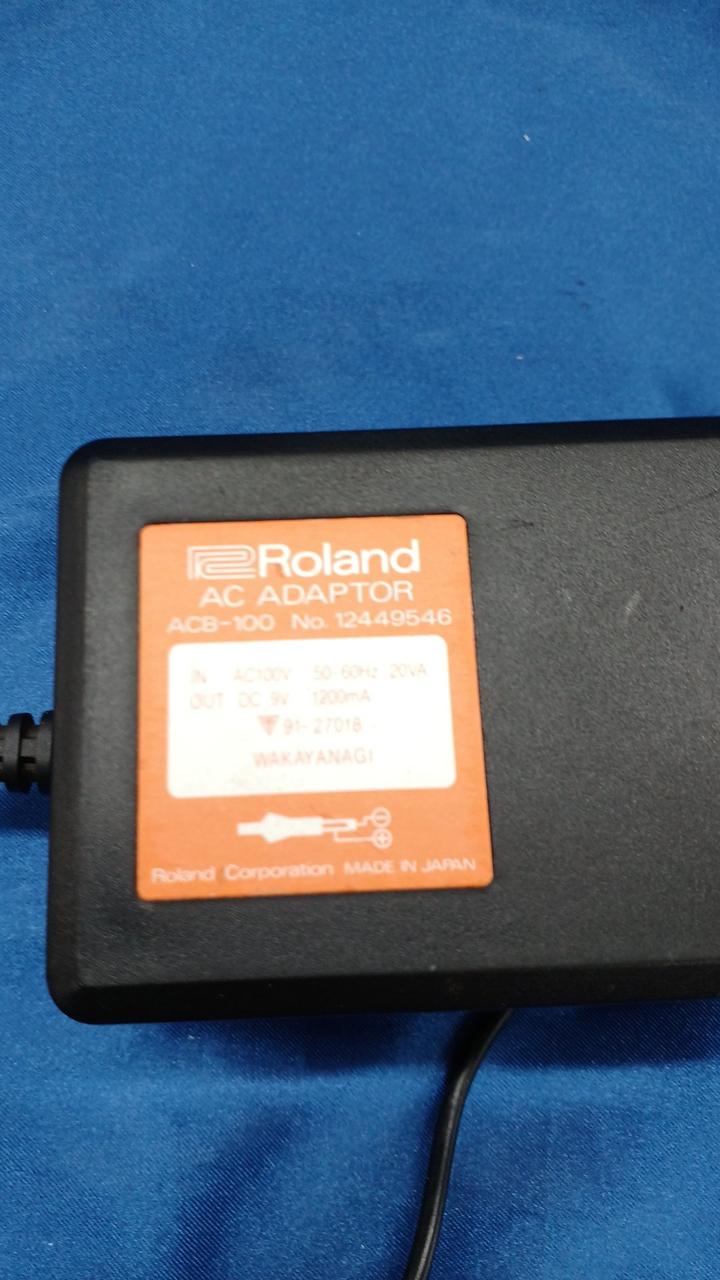 Roland
AC ADAPTOR
ACB-100 No. 12449546
IN AC100V 50-60Hz 20VA
OUT DC 9V 1200mA
91-27018
WAKAYANAGI
Roland Corporation MADE IN JAPAN